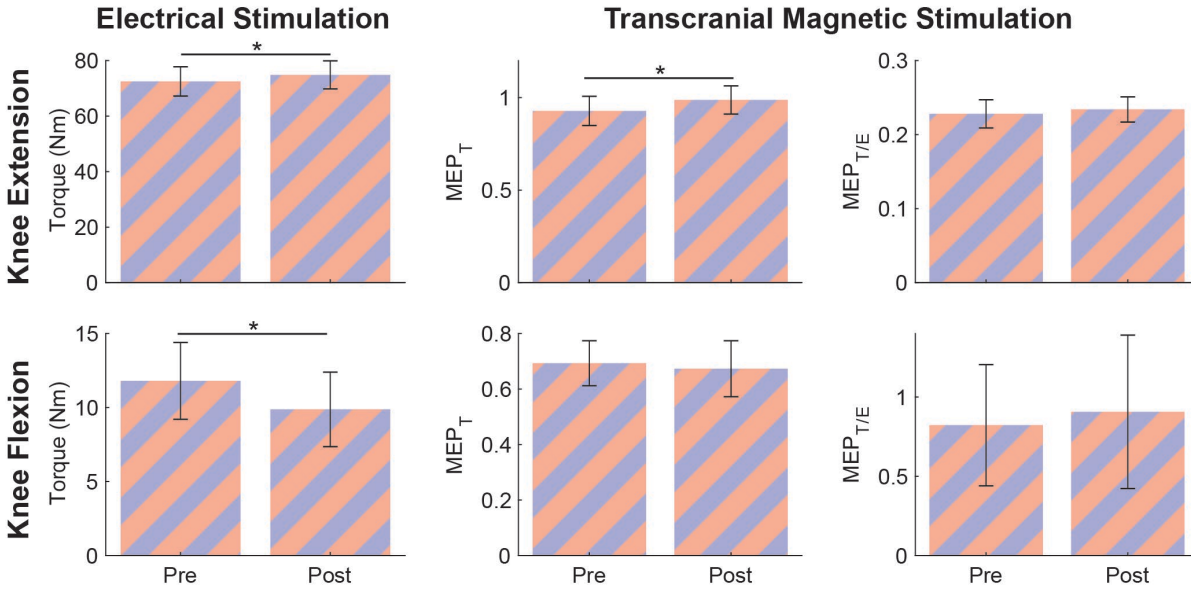 Electrical Stimulation
Transcranial Magnetic Stimulation
Knee Extension
Torque (Nm)
80
60
40
20
0
*
MEP_T
1
0.5
0
*
MEP_T/E
0.3
0.2
0.1
0
Knee Flexion
Torque (Nm)
15
10
5
0
*
Pre Post
MEP_T
0.8
0.6
0.4
0.2
0
Pre Post
MEP_T/E
1
0.5
0
Pre Post